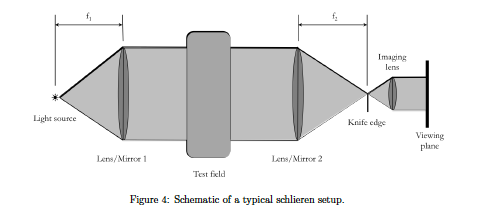 f₁
f₂
Imaging
lens
Light source
Knife edge
Viewing
plane
Lens/Mirror 1
Lens/Mirror 2
Test field
Figure 4: Schematic of a typical schlieren setup.